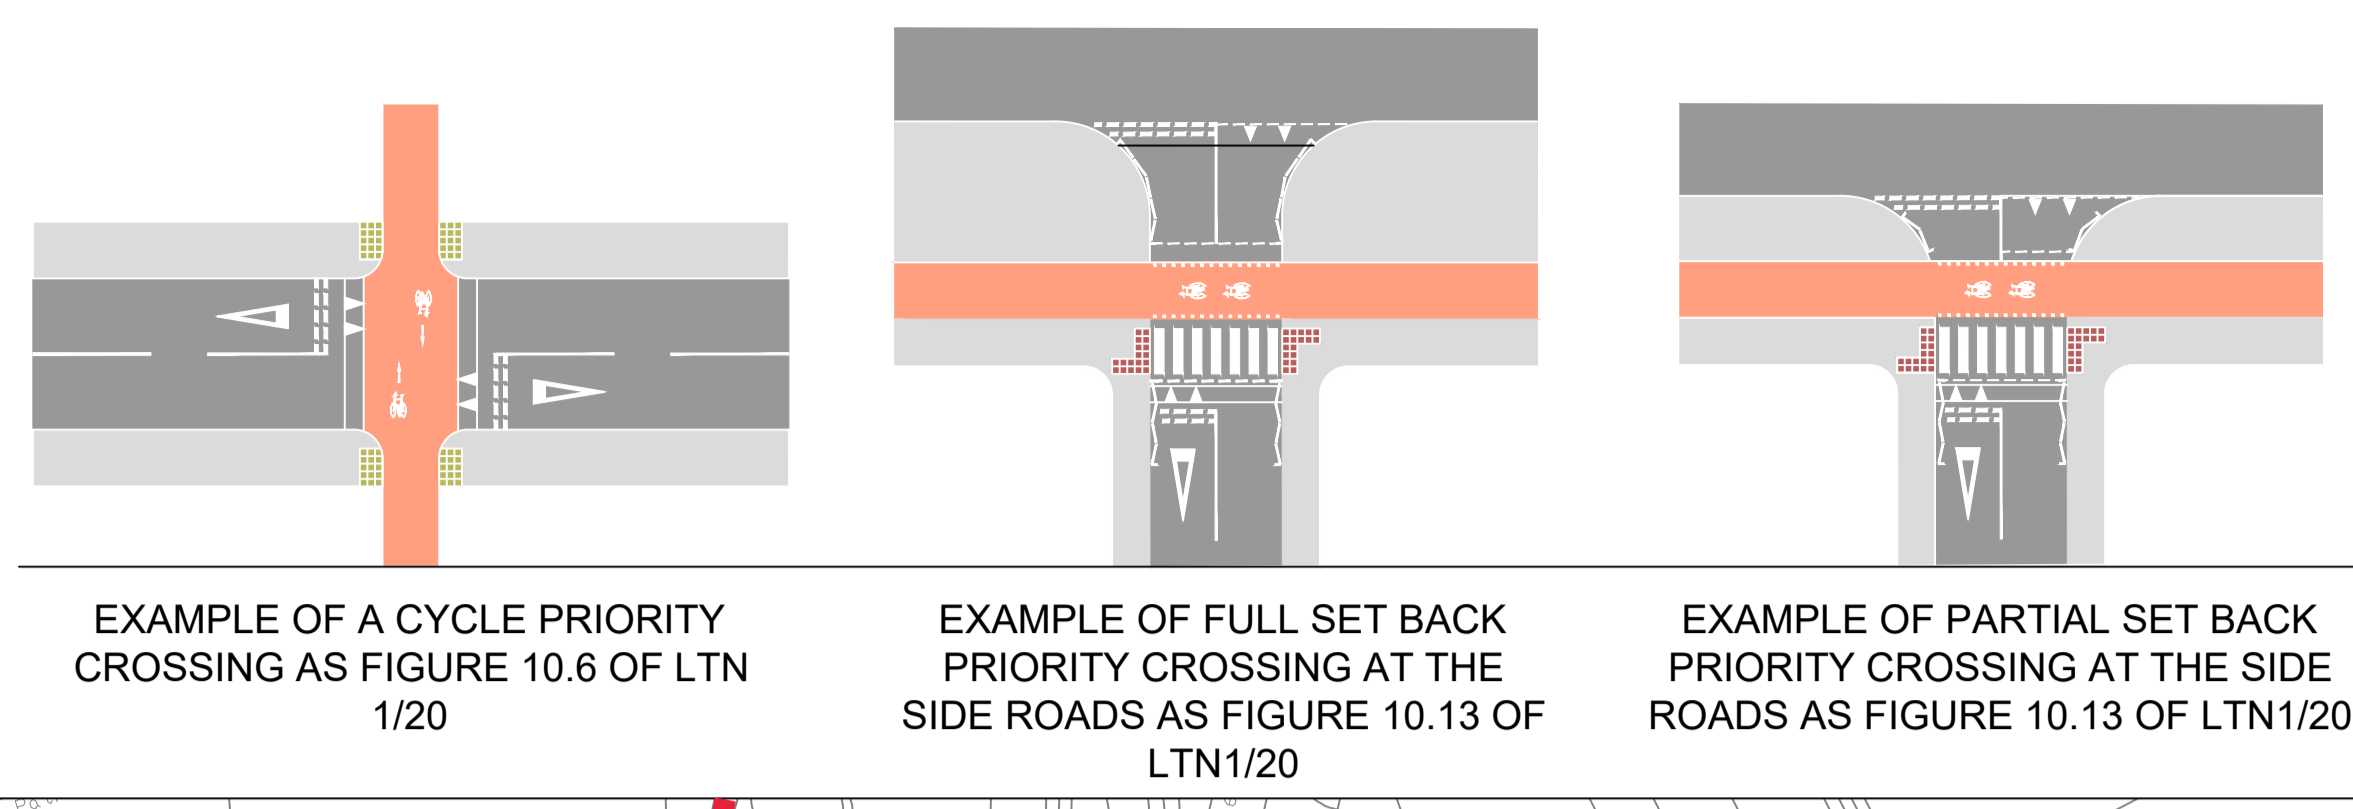 EXAMPLE OF A CYCLE PRIORITY
CROSSING AS FIGURE 10.6 OF LTN
1/20
EXAMPLE OF FULL SET BACK
PRIORITY CROSSING AT THE
SIDE ROADS AS FIGURE 10.13 OF
LTN1/20
EXAMPLE OF PARTIAL SET BACK
PRIORITY CROSSING AT THE SIDE
ROADS AS FIGURE 10.13 OF LTN1/20